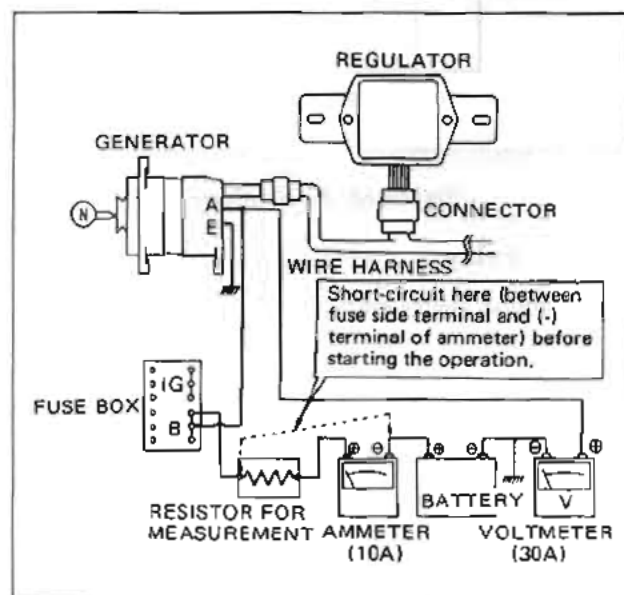 REGULATOR
GENERATOR
N
A
E
CONNECTOR
WIRE HARNESS
Short-circuit here (between
fuse side terminal and (-)
terminal of ammeter) before
starting the operation.
FUSE BOX
IG
B
⊕ ⊖ ⊕ ⊖ ⊖ ⊕
BATTERY
V
RESISTOR FOR
MEASUREMENT
AMMETER
(10A)
VOLTMETER
(30A)